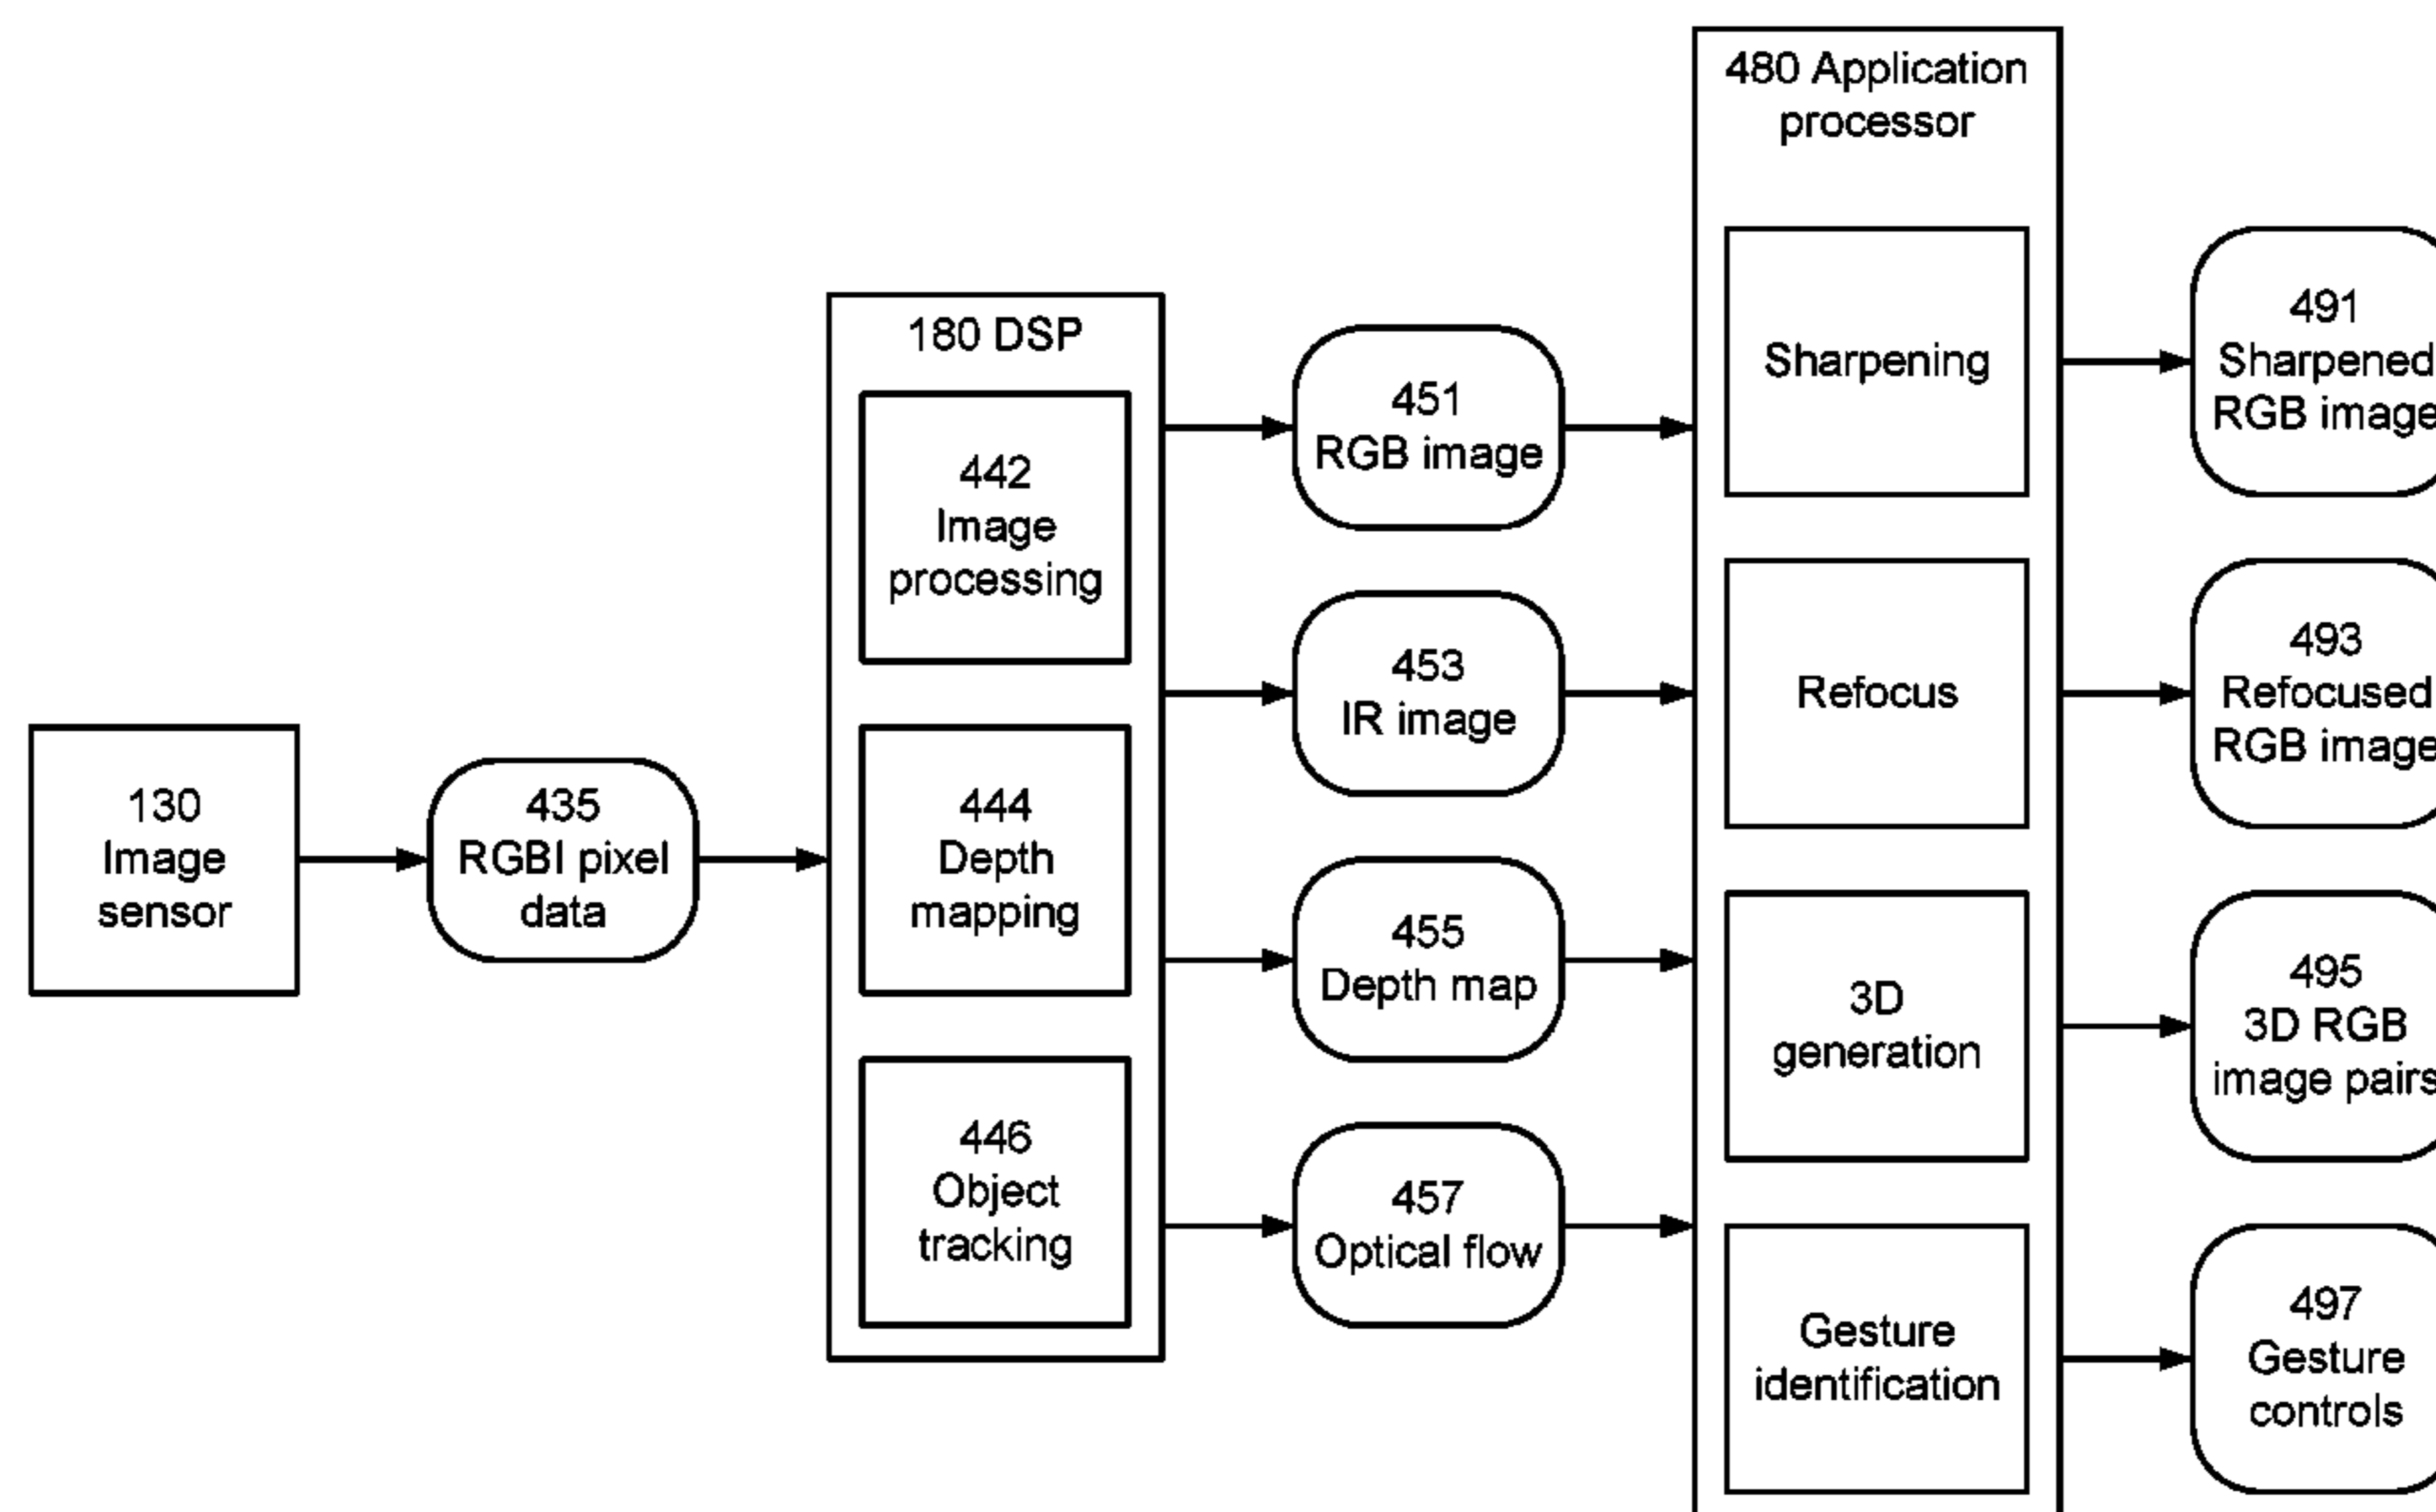 130
Image
sensor
435
RGBI pixel
data
180 DSP
442
Image
processing
444
Depth
mapping
446
Object
tracking
451
RGB image
453
IR image
455
Depth map
457
Optical flow
480 Application
processor
Sharpening
Refocus
3D
generation
Gesture
identification
491
Sharpened
RGB image
493
Refocused
RGB image
495
3D RGB
image pairs
497
Gesture
controls